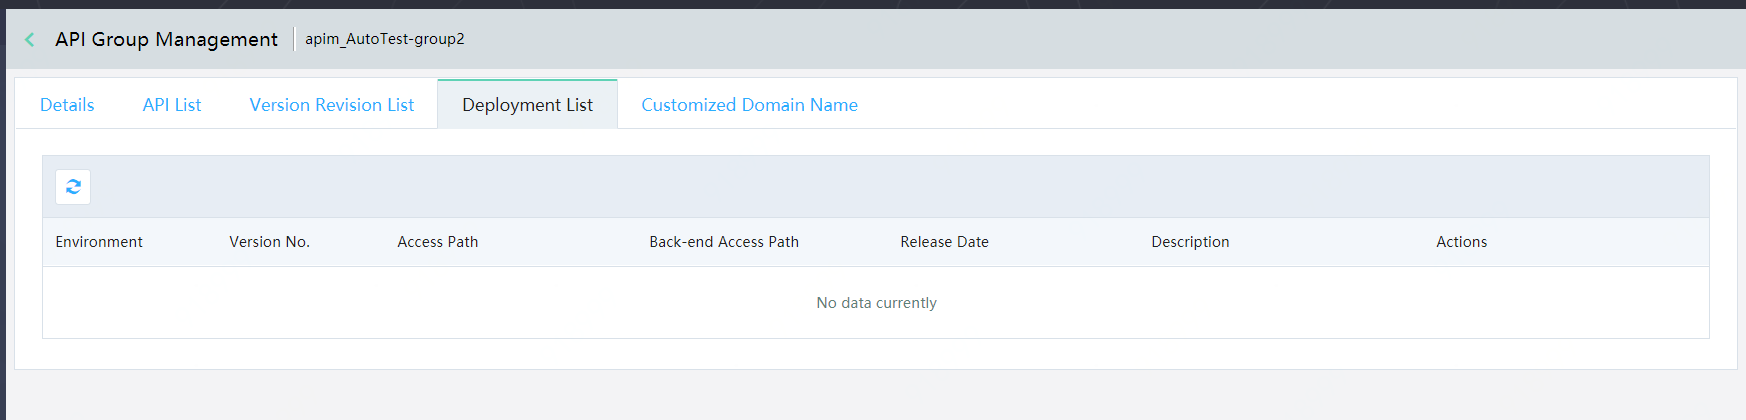 API Group Management apim_AutoTest-group2
Details API List Version Revision List Deployment List Customized Domain Name
Environment Version No. Access Path Back-end Access Path Release Date Description Actions
No data currently